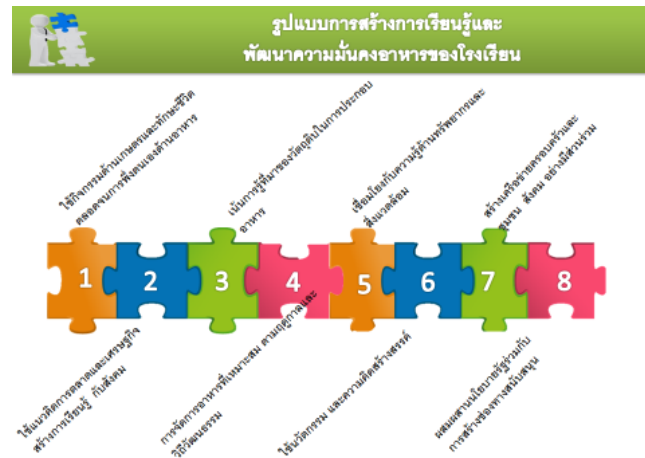 รูปแบบการสร้างการเรียนรู้และ
พัฒนาความมั่นคงอาหารของโรงเรียน
ใช้กิจกรรมด้านเกษตรและทักษะชีวิต
ตลอดจนการพึ่งตนเองด้านอาหาร
เน้นการรู้ที่มาของวัตถุดิบในการประกอบ
อาหาร
เชื่อมโยงกับความรู้ด้านทรัพยากรและ
สิ่งแวดล้อม
สร้างเครือข่ายครอบครัวและ
ชุมชน สังคม อย่างมีส่วนร่วม
1 2 3 4 5 6 7 8
ใช้แนวคิดการตลาดและเศรษฐกิจ
สร้างการเรียนรู้ กับสังคม
การจัดการอาหารที่เหมาะสม ตามฤดูกาลและ
วิถีวัฒนธรรม
ใช้นวัตกรรม และความคิดสร้างสรรค์
ผสมผสานนโยบายรัฐร่วมกับ
การสร้างช่องทางสนับสนุน